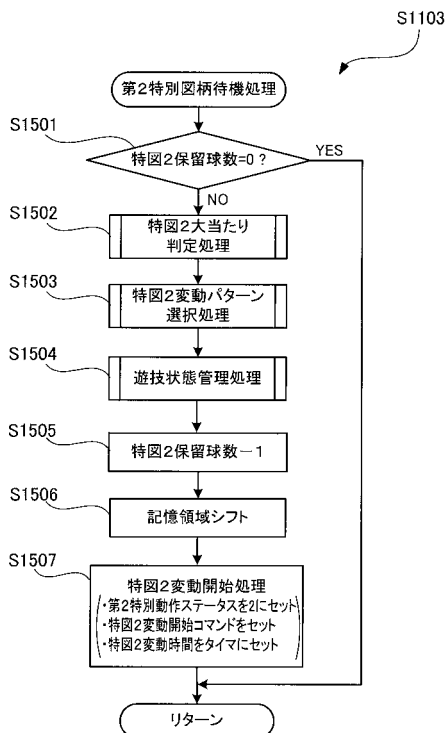 S1103
第2特別図柄待機処理
S1501
特図2保留球数=0?
YES
NO
S1502
特図2大当たり
判定処理
S1503
特図2変動パターン
選択処理
S1504
遊技状態管理処理
S1505
特図2保留球数−1
S1506
記憶領域シフト
S1507
特図2変動開始処理
・第2特別動作ステータスを2にセット
・特図2変動開始コマンドをセット
・特図2変動時間をタイマにセット
リターン